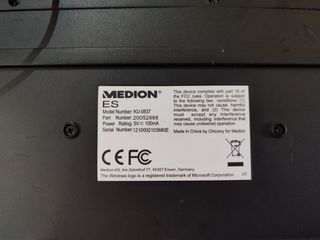 MEDION
ES
Model Number: KU-0837
Part Number: 20052988
Power Rating: 5V⎓ 100mA
Serial Number: 1210002103680E
This device complies with part 15 of
the FCC rules. Operation is subject to
the following two conditions: (1)
This device may not cause harmful
interference, and (2) This device
must accept any interference
received, including interference that
may cause undesired operation.
Made in China by Chicony for Medion
CE
Medion AG, Am Zehnthof 77, 45307 Essen, Germany
The Windows logo is a registered trademark of Microsoft Corporation.